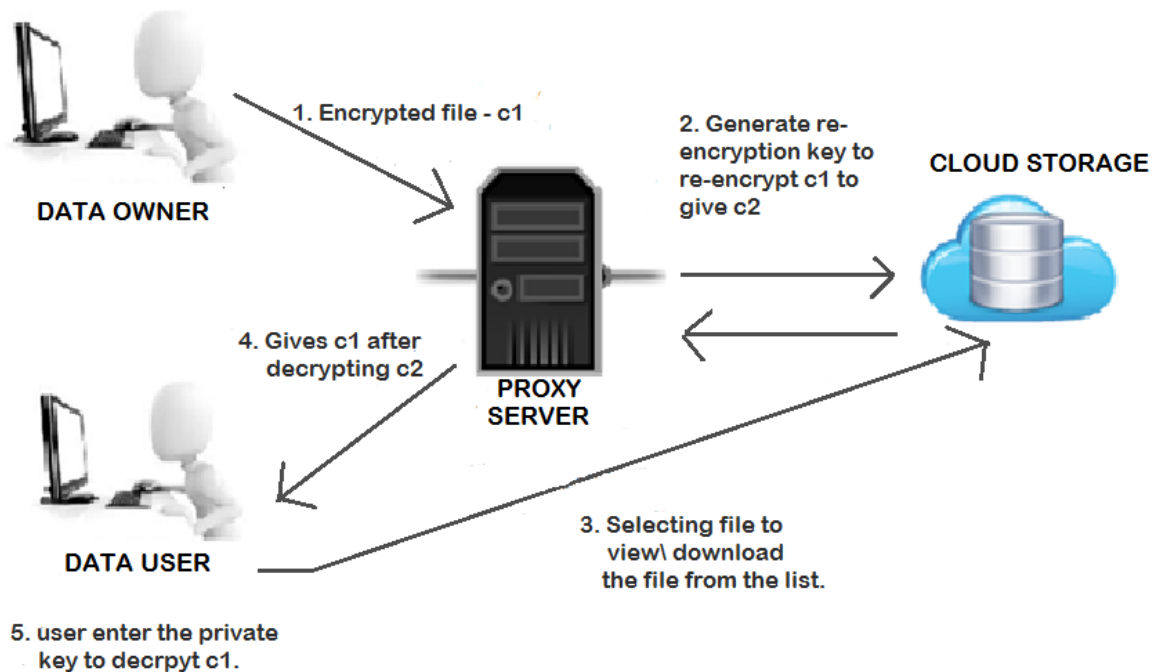 1. Encrypted file - c1
2. Generate re-
encryption key to
re-encrypt c1 to
give c2
CLOUD STORAGE
DATA OWNER
4. Gives c1 after
decrypting c2
PROXY
SERVER
3. Selecting file to
view\ download
the file from the list.
DATA USER
5. user enter the private
key to decrpyt c1.